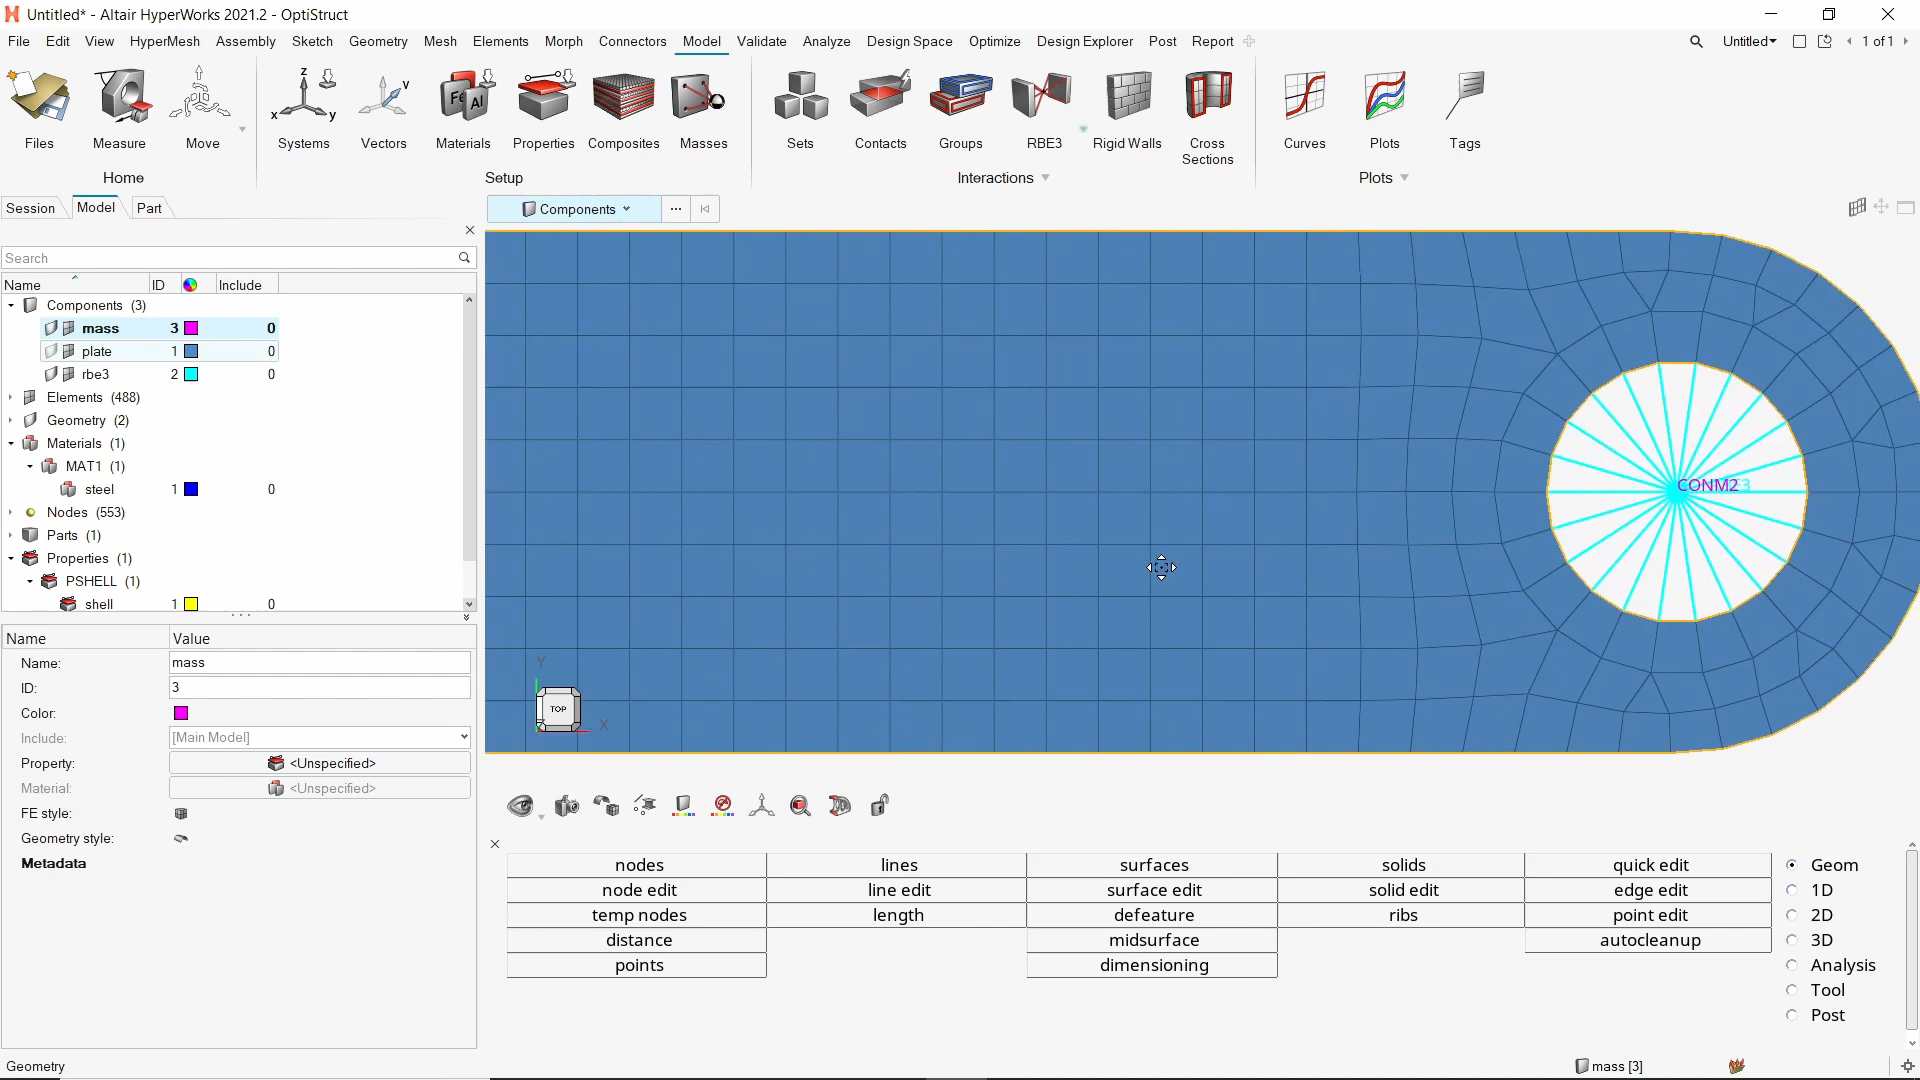 Untitled* - Altair HyperWorks 2021.2 - OptiStruct
File Edit View HyperMesh Assembly Sketch Geometry Mesh Elements Morph Connectors Model Validate Analyze Design Space Optimize Design Explorer Post Report
Untitled 1 of 1
Files Measure Move
Home
Systems Vectors Materials Properties Composites Masses
Setup
Sets Contacts Groups RBE3 Rigid Walls Cross Sections
Interactions
Curves Plots Tags
Plots
Session Model Part
Components
Search
Name ID Include
Components (3)
mass 3 0
plate 1 0
rbe3 2 0
Elements (488)
Geometry (2)
Materials (1)
MAT1 (1)
steel 1 0
Nodes (553)
Parts (1)
Properties (1)
PSHELL (1)
shell 1 0
Name Value
Name: mass
ID: 3
Color:
Include: [Main Model]
Property: <Unspecified>
Material: <Unspecified>
FE style:
Geometry style:
Metadata
CONM2
Y
TOP
X
nodes lines surfaces solids quick edit Geom
node edit line edit surface edit solid edit edge edit 1D
temp nodes length defeature ribs point edit 2D
distance midsurface autocleanup 3D
points dimensioning Analysis
Tool
Post
Geometry mass [3]